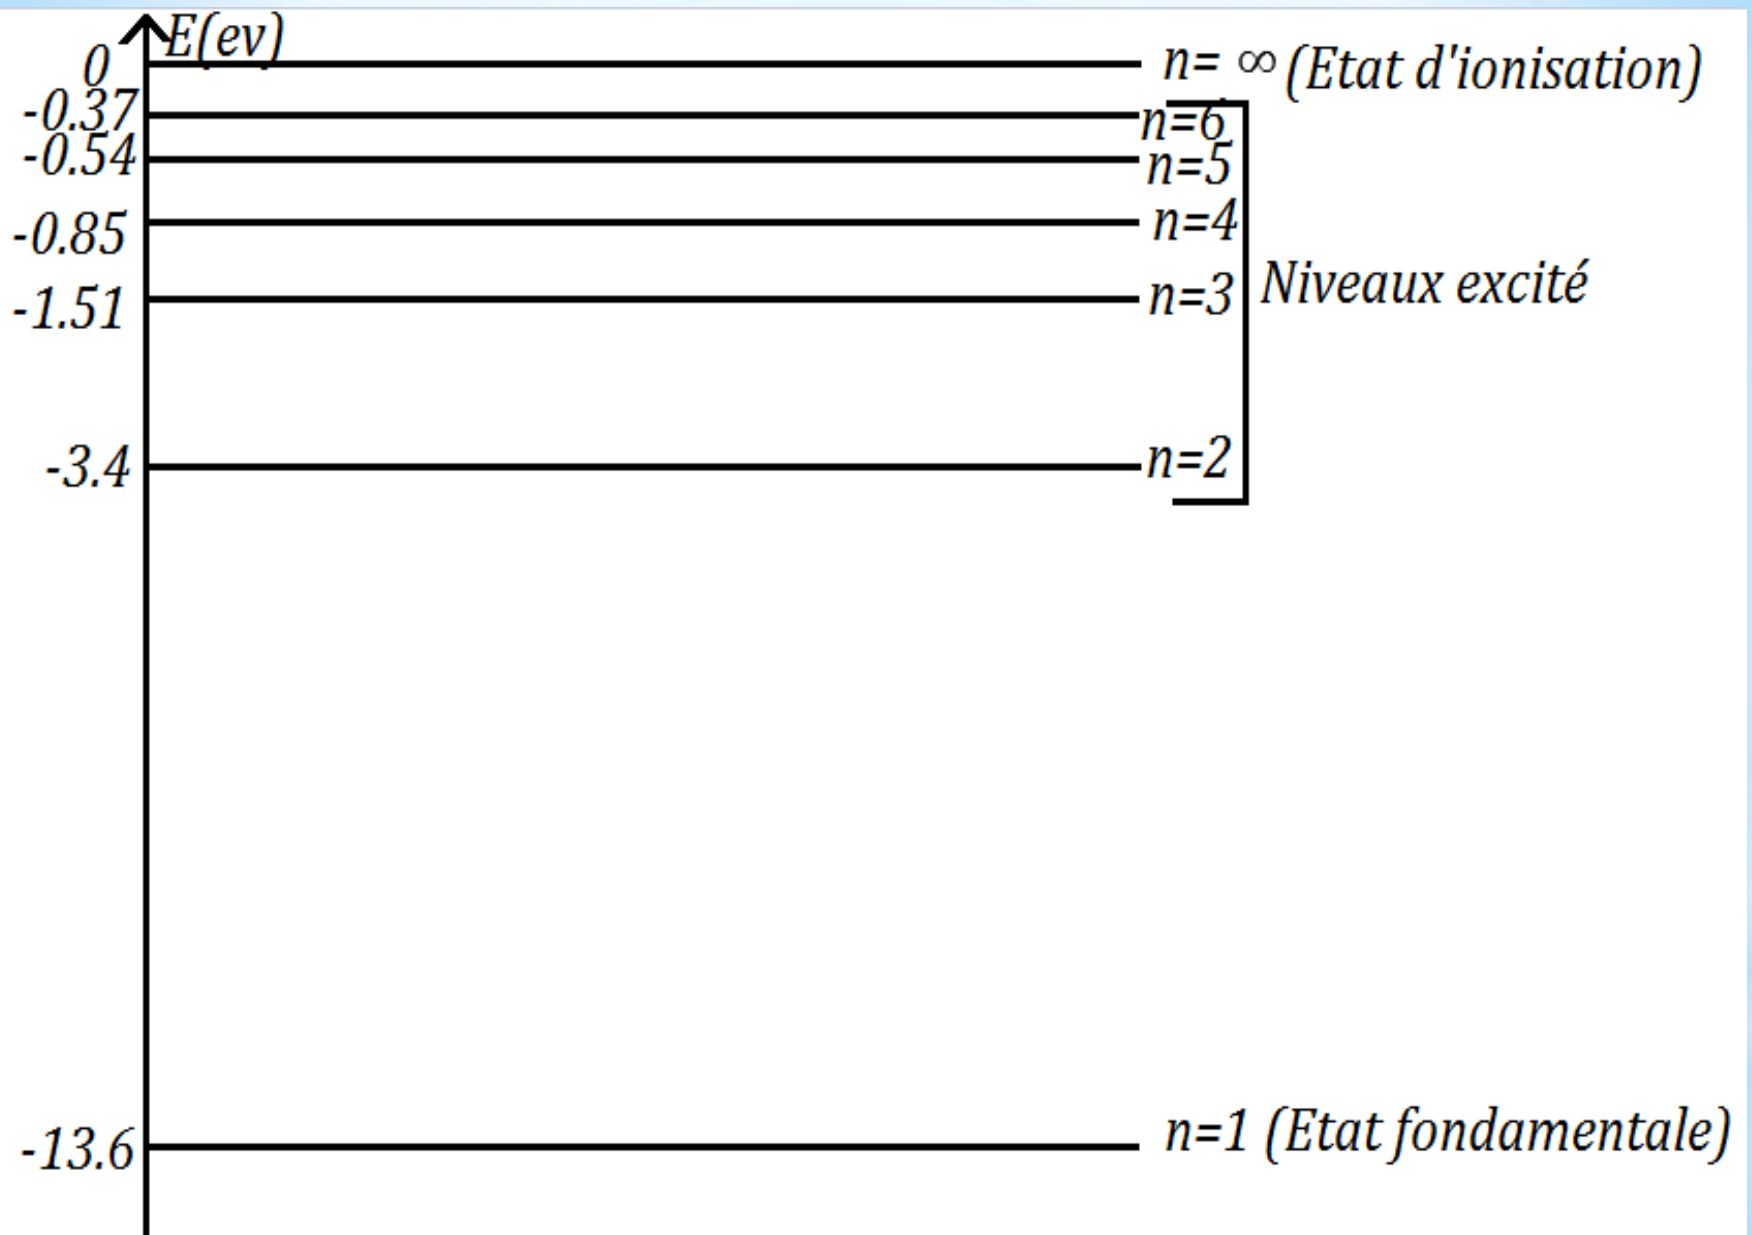 E(ev)
0
n= ∞ (Etat d'ionisation)
-0.37
n=6
-0.54
n=5
-0.85
n=4
-1.51
n=3
Niveaux excité
-3.4
n=2
-13.6
n=1 (Etat fondamentale)